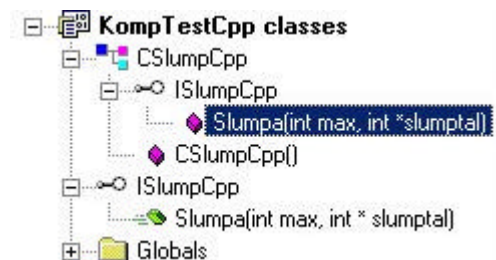 KompTestCpp classes
CSlumpCpp
ISlumpCpp
Slumpa(int max, int *slumptal)
CSlumpCpp()
ISlumpCpp
Slumpa(int max, int * slumptal)
Globals